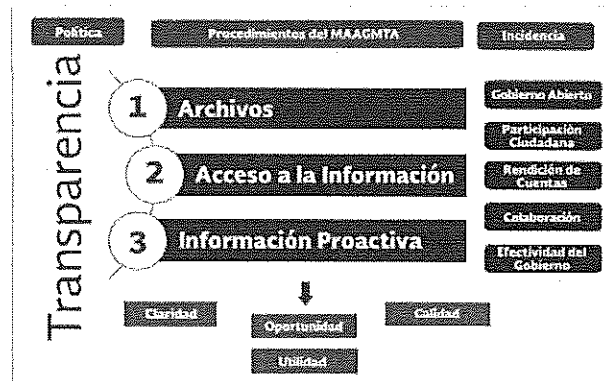 Política
Procedimientos del MAAGMTA
Incidencia
Transparencia
1 Archivos
2 Acceso a la Información
3 Información Proactiva
Gobierno Abierto
Participación
Ciudadana
Rendición de
Cuentas
Colaboración
Efectividad del
Gobierno
Claridad
Oportunidad
Calidad
Utilidad